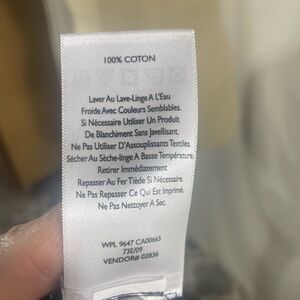 100% COTON
Laver Au Lave-Linge A L'Eau
Froide Avec Couleurs Semblables.
Si Nécessaire Utiliser Un Produit
De Blanchiment Sans Javellisant.
Ne Pas Utiliser D'Assouplissants Textiles.
Sécher Au Sèche-linge A Basse Température.
Retirer Immédiatement
Repasser Au Fer Tiède Si Nécessaire.
Ne Pas Repasser Ce Qui Est Imprimé.
Ne Pas Nettoyer A Sec.
WPL 9647 CA00665
73E/09
VENDOR# 02836